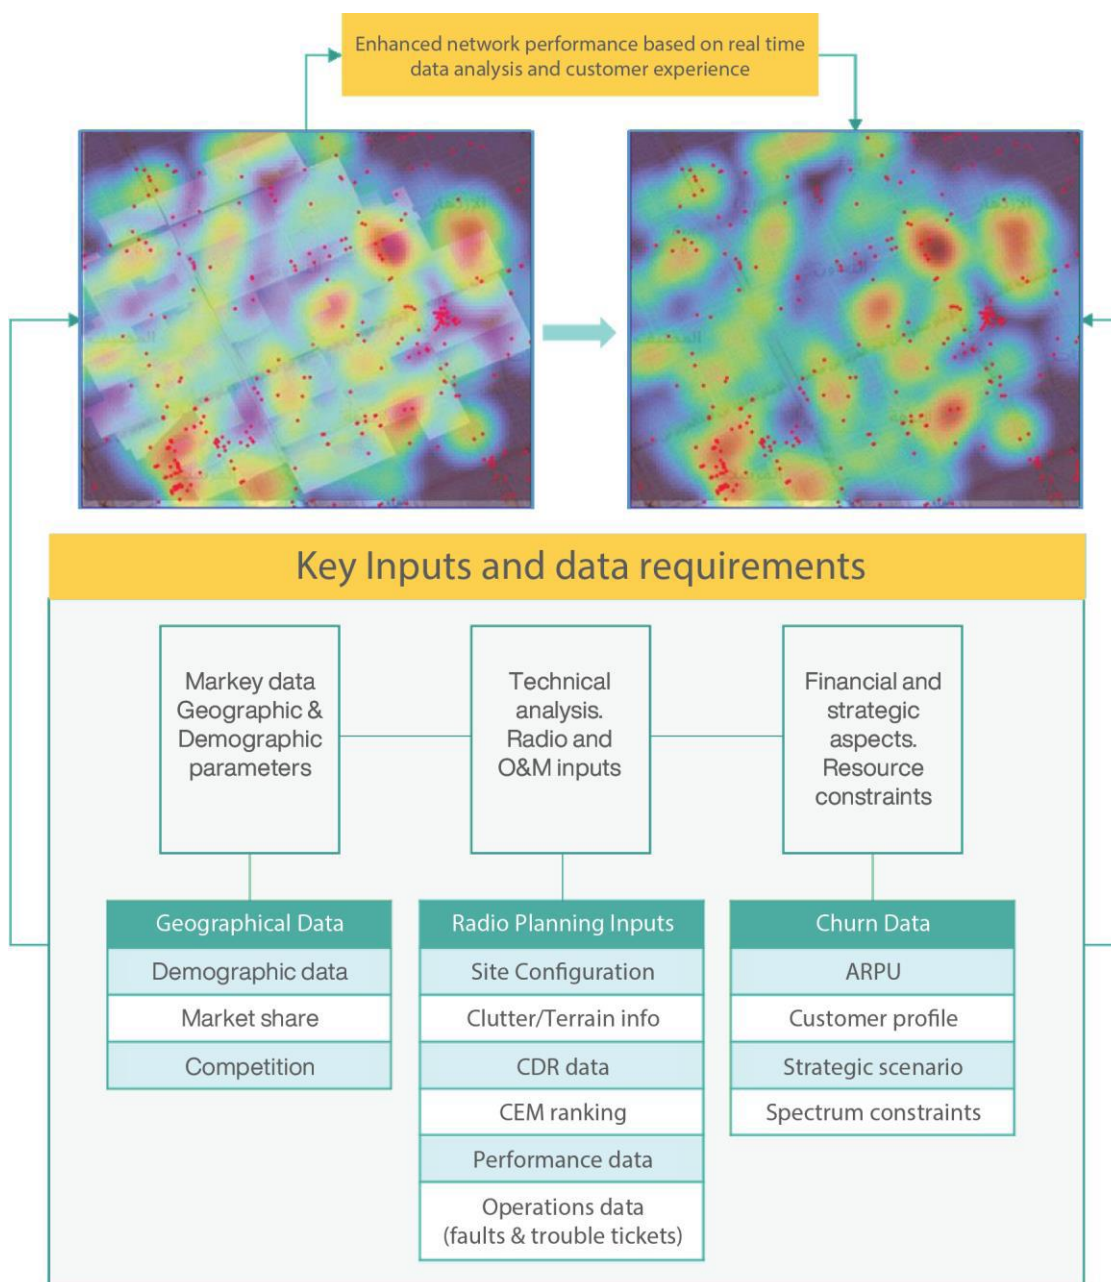 Enhanced network performance based on real time
data analysis and customer experience
Key Inputs and data requirements
Markey data
Geographic &
Demographic
parameters
Technical
analysis.
Radio and
O&M inputs
Financial and
strategic
aspects.
Resource
constraints
Geographical Data
Demographic data
Market share
Competition
Radio Planning Inputs
Site Configuration
Clutter/Terrain info
CDR data
CEM ranking
Performance data
Operations data
(faults & trouble tickets)
Churn Data
ARPU
Customer profile
Strategic scenario
Spectrum constraints